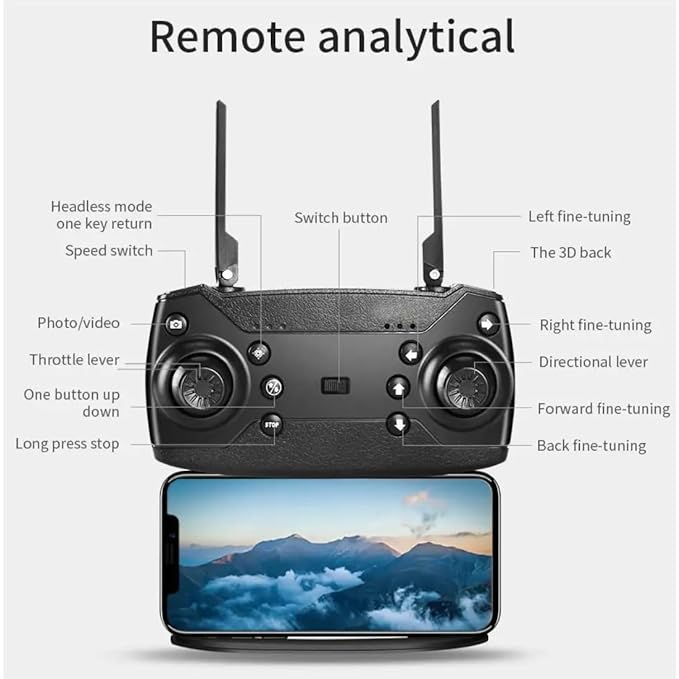 Remote analytical
Headless mode
one key return
Speed switch
Switch button
Left fine-tuning
The 3D back
Photo/video
Right fine-tuning
Throttle lever
Directional lever
One button up
down
Forward fine-tuning
Long press stop
STOP
Back fine-tuning